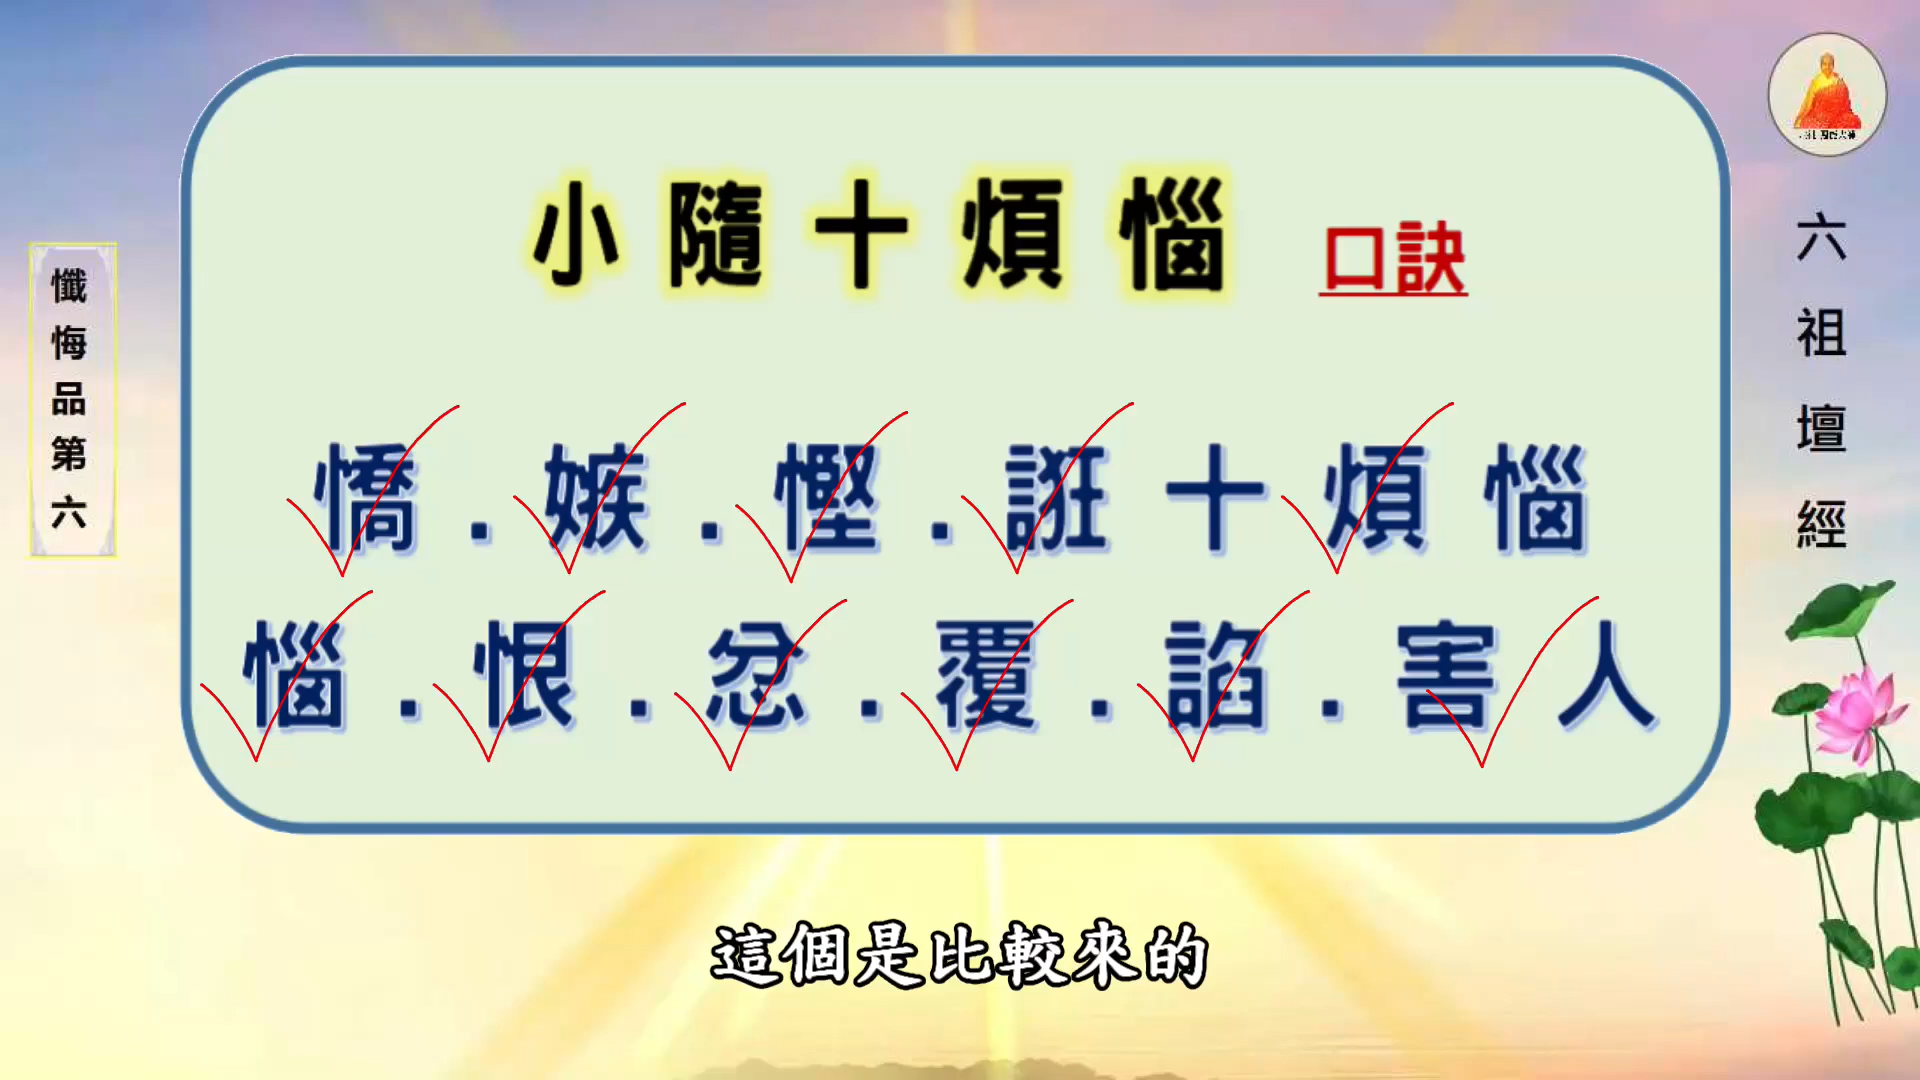 小隨十煩惱 口訣
憍.嫉.慳.誑十煩惱
惱.恨.忿.覆.諂.害人
懺悔品第六
六祖壇經
這個是比較來的